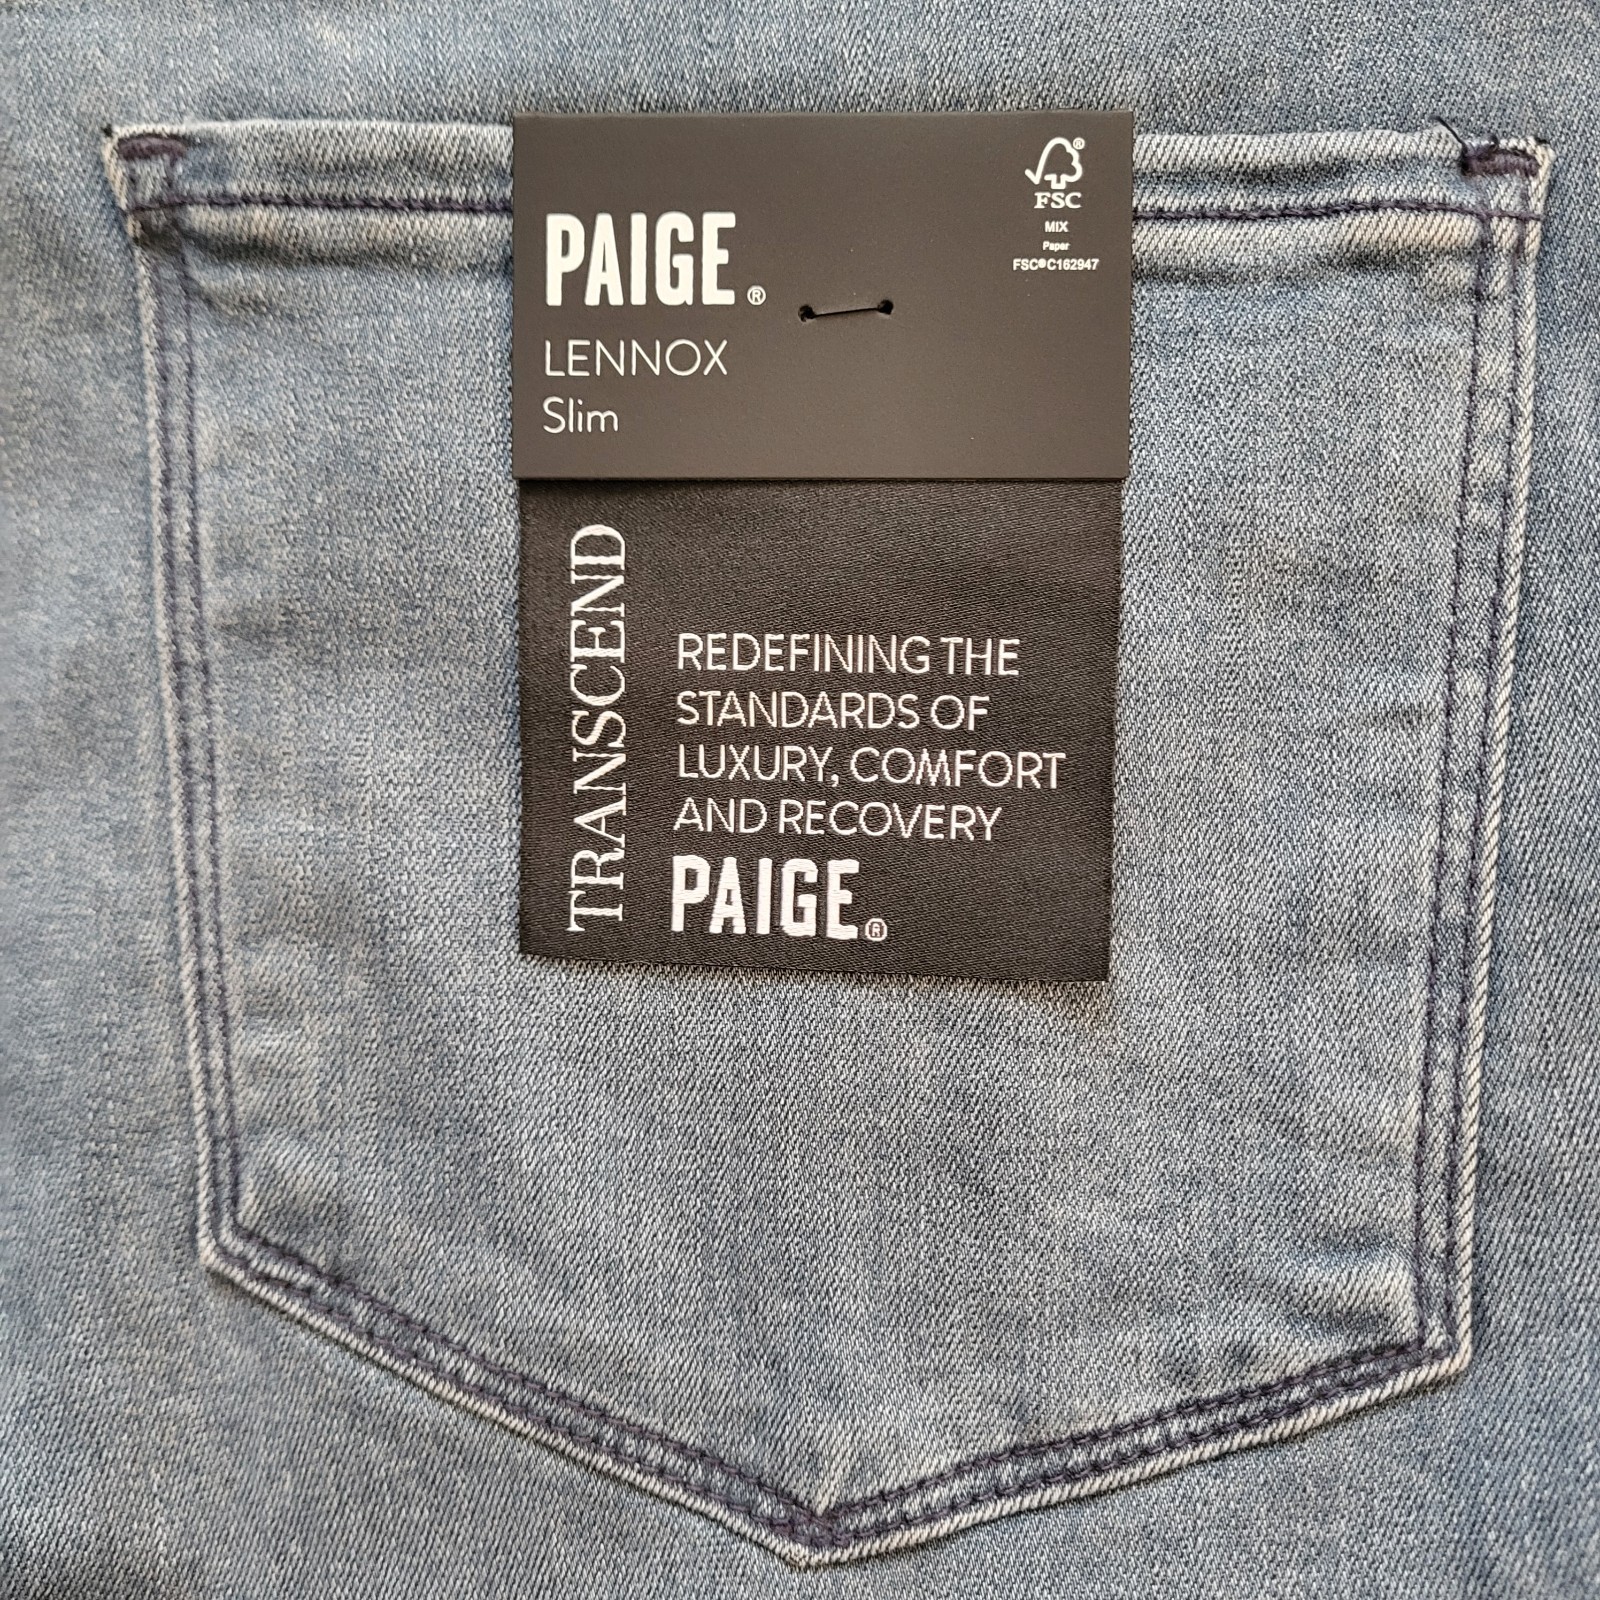 PAIGE®
LENNOX
Slim
®
FSC
MIX
Paper
FSC® C162947
TRANSCEND
REDEFINING THE
STANDARDS OF
LUXURY, COMFORT
AND RECOVERY
PAIGE®